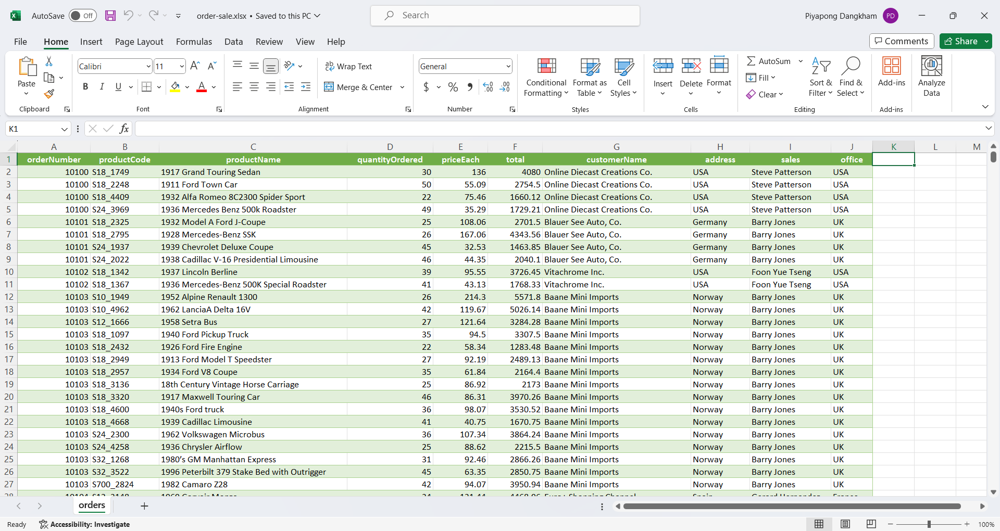 AutoSave Off order-sale.xlsx • Saved to this PC Search Piyapong Dangkham PD
File Home Insert Page Layout Formulas Data Review View Help Comments Share
Paste Calibri 11 Wrap Text General Conditional Formatting Format as Table Cell Styles Insert Delete Format AutoSum Sort & Filter Find & Select Add-ins Analyze Data
B I U A Merge & Center $ % Fill
Clear
Clipboard Font Alignment Number Styles Cells Editing Add-ins
K1 fx
A B C D E F G H I J K L M
1 orderNumber productCode productName quantityOrdered priceEach total customerName address sales office
2 10100 S18_1749 1917 Grand Touring Sedan 30 136 4080 Online Diecast Creations Co. USA Steve Patterson USA
3 10100 S18_2248 1911 Ford Town Car 50 55.09 2754.5 Online Diecast Creations Co. USA Steve Patterson USA
4 10100 S18_4409 1932 Alfa Romeo 8C2300 Spider Sport 22 75.46 1660.12 Online Diecast Creations Co. USA Steve Patterson USA
5 10100 S24_3969 1936 Mercedes Benz 500k Roadster 49 35.29 1729.21 Online Diecast Creations Co. USA Steve Patterson USA
6 10101 S18_2325 1932 Model A Ford J-Coupe 25 108.06 2701.5 Blauer See Auto, Co. Germany Barry Jones UK
7 10101 S18_2795 1928 Mercedes-Benz SSK 26 167.06 4343.56 Blauer See Auto, Co. Germany Barry Jones UK
8 10101 S24_1937 1939 Chevrolet Deluxe Coupe 45 32.53 1463.85 Blauer See Auto, Co. Germany Barry Jones UK
9 10101 S24_2022 1938 Cadillac V-16 Presidential Limousine 46 44.35 2040.1 Blauer See Auto, Co. Germany Barry Jones UK
10 10102 S18_1342 1937 Lincoln Berline 39 95.55 3726.45 Vitachrome Inc. USA Foon Yue Tseng USA
11 10102 S18_1367 1936 Mercedes-Benz 500K Special Roadster 41 43.13 1768.33 Vitachrome Inc. USA Foon Yue Tseng USA
12 10103 S10_1949 1952 Alpine Renault 1300 26 214.3 5571.8 Baane Mini Imports Norway Barry Jones UK
13 10103 S10_4962 1962 LanciaA Delta 16V 42 119.67 5026.14 Baane Mini Imports Norway Barry Jones UK
14 10103 S12_1666 1958 Setra Bus 27 121.64 3284.28 Baane Mini Imports Norway Barry Jones UK
15 10103 S18_1097 1940 Ford Pickup Truck 35 94.5 3307.5 Baane Mini Imports Norway Barry Jones UK
16 10103 S18_2432 1926 Ford Fire Engine 22 58.34 1283.48 Baane Mini Imports Norway Barry Jones UK
17 10103 S18_2949 1913 Ford Model T Speedster 27 92.19 2489.13 Baane Mini Imports Norway Barry Jones UK
18 10103 S18_2957 1934 Ford V8 Coupe 35 61.84 2164.4 Baane Mini Imports Norway Barry Jones UK
19 10103 S18_3136 18th Century Vintage Horse Carriage 25 86.92 2173 Baane Mini Imports Norway Barry Jones UK
20 10103 S18_3320 1917 Maxwell Touring Car 46 86.31 3970.26 Baane Mini Imports Norway Barry Jones UK
21 10103 S18_4600 1940s Ford truck 36 98.07 3530.52 Baane Mini Imports Norway Barry Jones UK
22 10103 S18_4668 1939 Cadillac Limousine 41 40.75 1670.75 Baane Mini Imports Norway Barry Jones UK
23 10103 S24_2300 1962 Volkswagen Microbus 36 107.34 3864.24 Baane Mini Imports Norway Barry Jones UK
24 10103 S24_4258 1936 Chrysler Airflow 25 88.62 2215.5 Baane Mini Imports Norway Barry Jones UK
25 10103 S32_1268 1980’s GM Manhattan Express 31 92.46 2866.26 Baane Mini Imports Norway Barry Jones UK
26 10103 S32_3522 1996 Peterbilt 379 Stake Bed with Outrigger 45 63.35 2850.75 Baane Mini Imports Norway Barry Jones UK
27 10103 S700_2824 1982 Camaro Z28 42 94.07 3950.94 Baane Mini Imports Norway Barry Jones UK
orders
Ready Accessibility: Investigate 100%